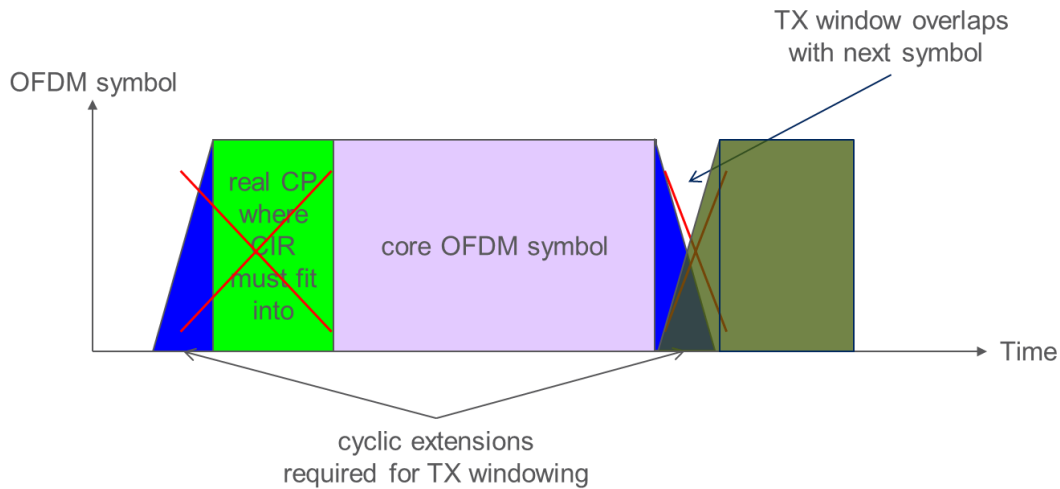 TX window overlaps
with next symbol
OFDM symbol
real CP
where
CIR
must fit
into
core OFDM symbol
Time
cyclic extensions
required for TX windowing